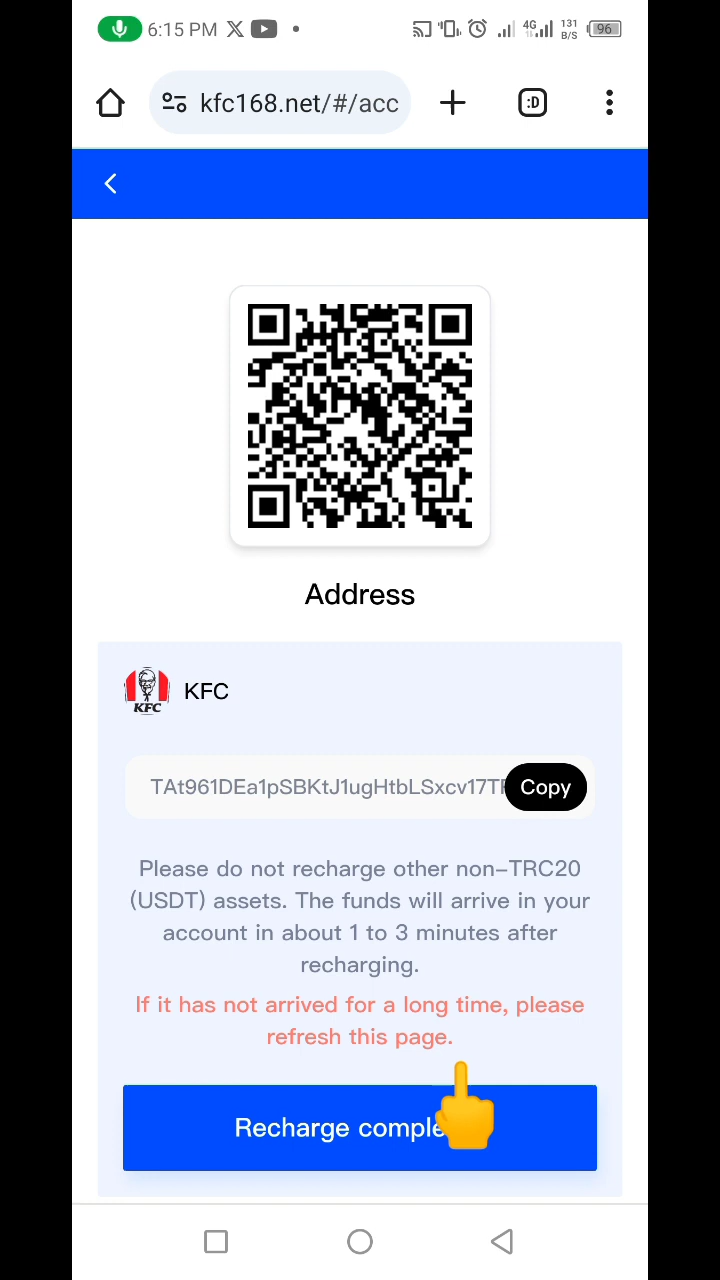 6:15 PM 4G 131 B/S 96
kfc168.net/#/acc :D
Address
KFC
KFC
TAt961DEa1pSBKtJ1ugHtbLSxcv17T Copy
Please do not recharge other non-TRC20
(USDT) assets. The funds will arrive in your
account in about 1 to 3 minutes after
recharging.
If it has not arrived for a long time, please
refresh this page.
Recharge comple